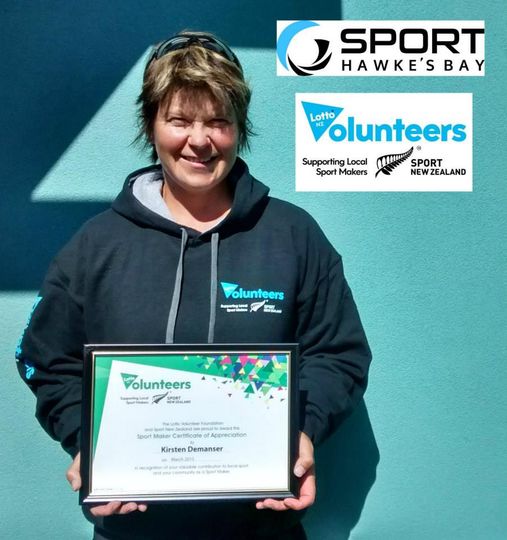 SPORT
HAWKE'S BAY
Lotto NZ
Volunteers
Supporting Local
Sport Makers
SPORT
NEW ZEALAND
Volunteers
Supporting Local
Sport Makers
SPORT
NEW ZEALAND
Lotto
Volunteers
Supporting Local
Sport Makers
SPORT
NEW ZEALAND
The Lotto Volunteer Foundation
and Sport New Zealand are proud to award this
Sport Maker Certificate of Appreciation
to
Kirsten Demanser
March 2015
In recognition of your valuable contribution to local sport
and your community as a Sport Maker